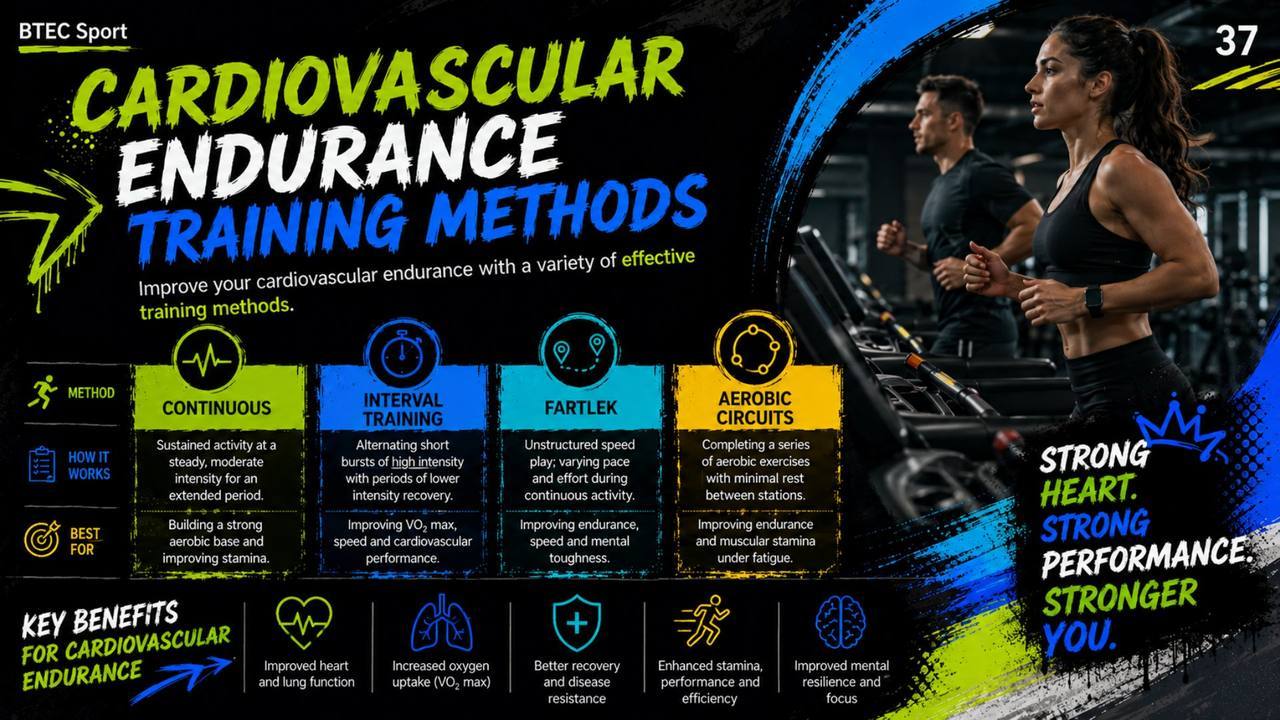 BTEC Sport
37
CARDIOVASCULAR
ENDURANCE
TRAINING METHODS
Improve your cardiovascular endurance with a variety of effective
training methods.
METHOD
CONTINUOUS
INTERVAL
TRAINING
FARTLEK
AEROBIC
CIRCUITS
HOW IT
WORKS
Sustained activity at a
steady, moderate
intensity for an
extended period.
Alternating short
bursts of high intensity
with periods of lower
intensity recovery.
Unstructured speed
play; varying pace
and effort during
continuous activity.
Completing a series
of aerobic exercises
with minimal rest
between stations.
BEST
FOR
Building a strong
aerobic base and
improving stamina.
Improving VO₂ max,
speed and cardiovascular
performance.
Improving endurance,
speed and mental
toughness.
Improving endurance
and muscular stamina
under fatigue.
STRONG
HEART.
STRONG
PERFORMANCE.
STRONGER
YOU.
KEY BENEFITS
FOR CARDIOVASCULAR
ENDURANCE
Improved heart
and lung function
Increased oxygen
uptake (VO₂ max)
Better recovery
and disease
resistance
Enhanced stamina,
performance and
efficiency
Improved mental
resilience and
focus